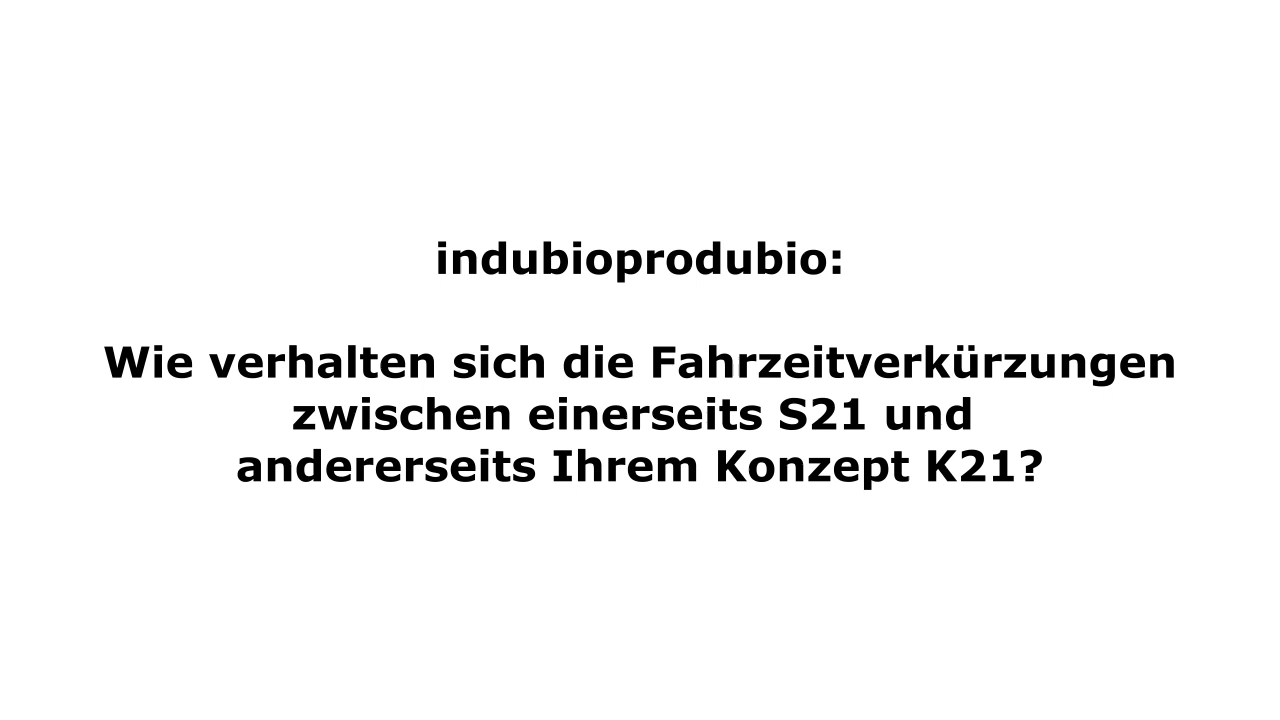 indubioprodubio:
Wie verhalten sich die Fahrzeitverkürzungen
zwischen einerseits S21 und
andererseits Ihrem Konzept K21?